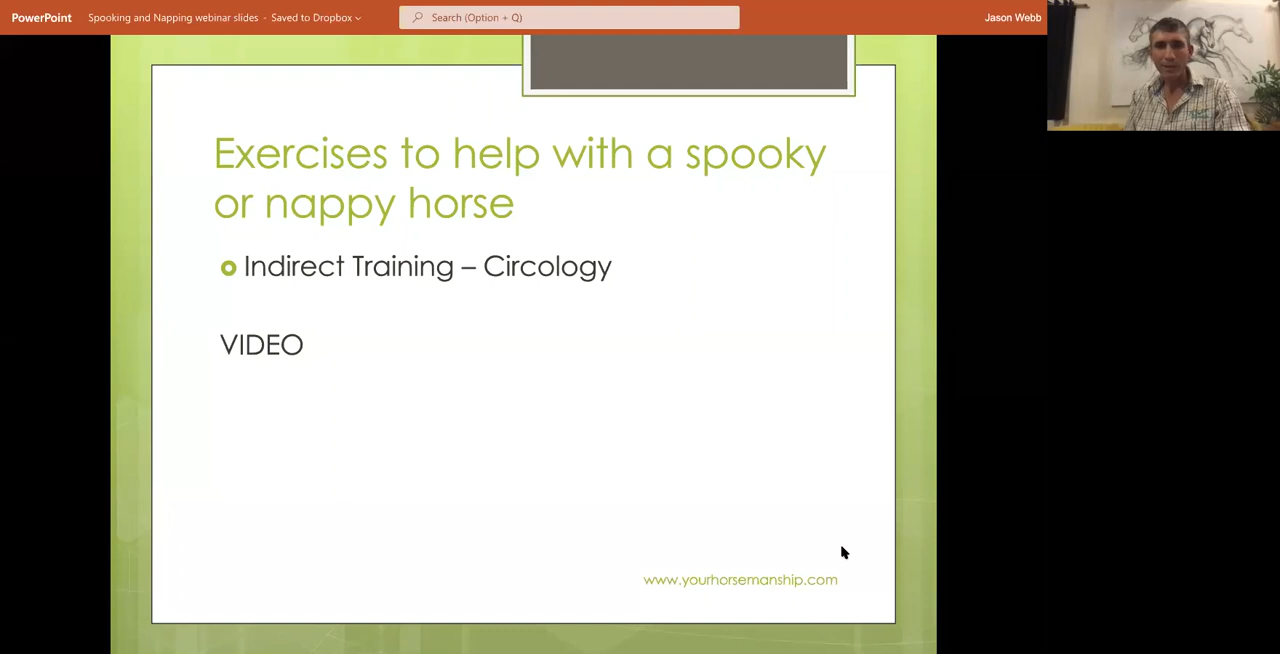 PowerPoint Spooking and Napping webinar slides - Saved to Dropbox Search (Option + Q) Jason Webb
Exercises to help with a spooky
or nappy horse
Indirect Training – Circology
VIDEO
www.yourhorsemanship.com